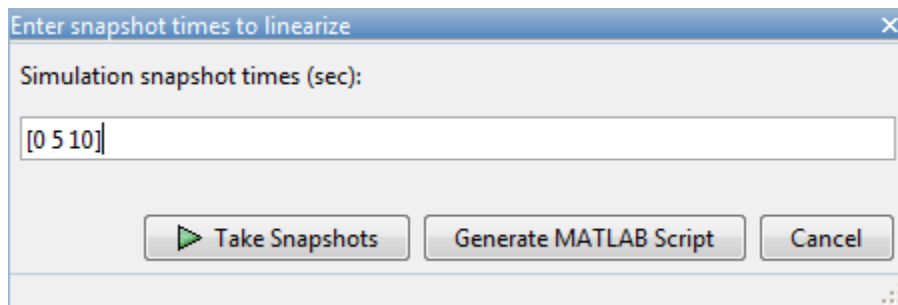 Enter snapshot times to linearize
Simulation snapshot times (sec):
[0 5 10]
Take Snapshots Generate MATLAB Script Cancel